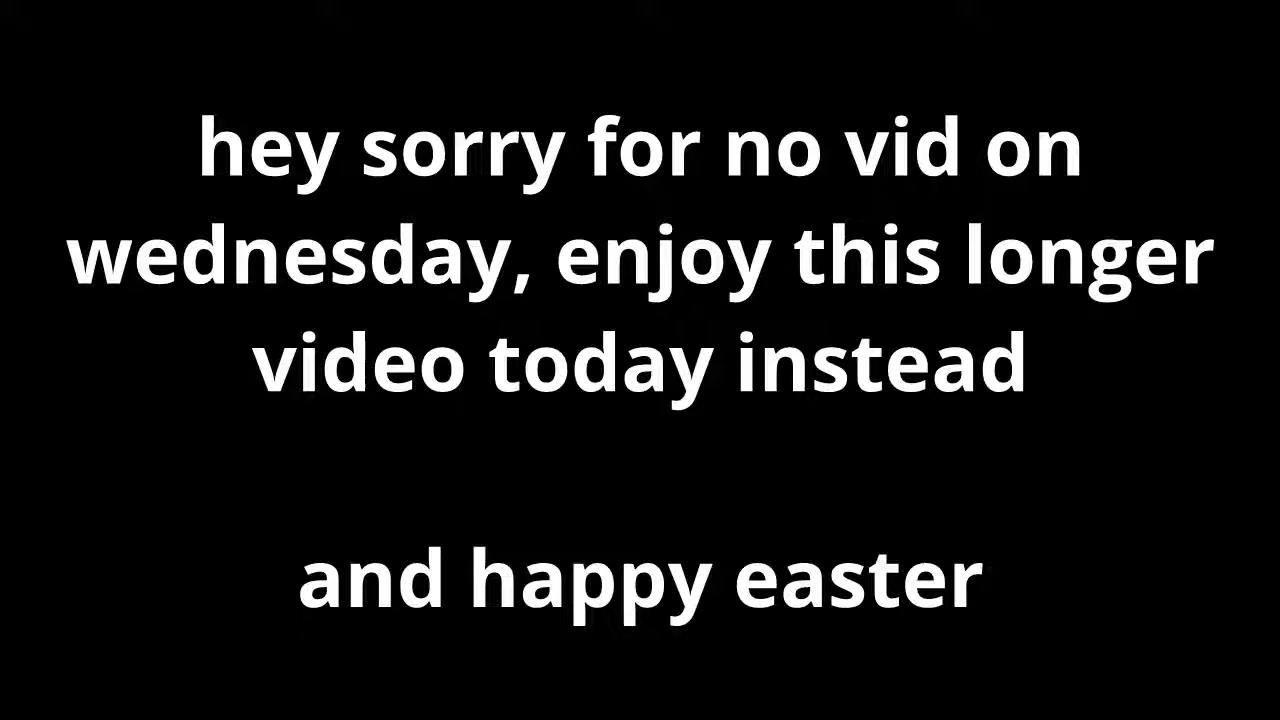 hey sorry for no vid on
wednesday, enjoy this longer
video today instead
and happy easter